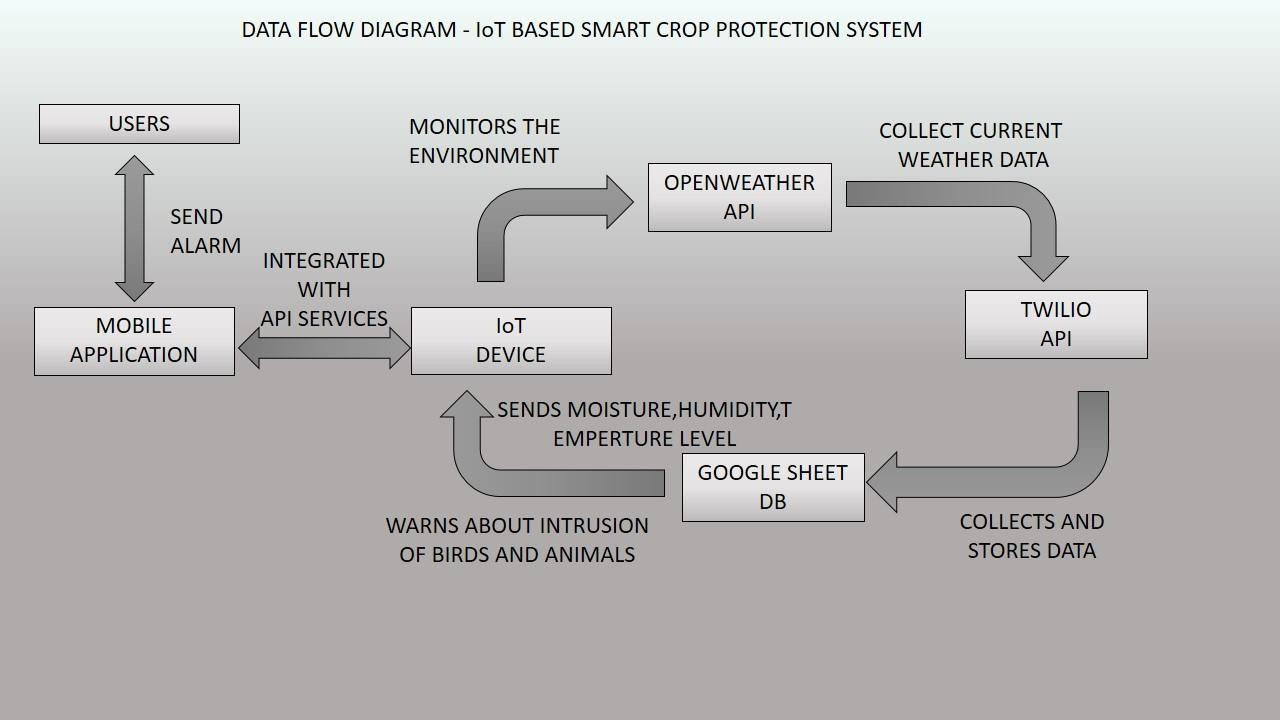 DATA FLOW DIAGRAM - IoT BASED SMART CROP PROTECTION SYSTEM
USERS
SEND
ALARM
MOBILE
APPLICATION
INTEGRATED
WITH
API SERVICES
IoT
DEVICE
MONITORS THE
ENVIRONMENT
OPENWEATHER
API
COLLECT CURRENT
WEATHER DATA
TWILIO
API
COLLECTS AND
STORES DATA
GOOGLE SHEET
DB
SENDS MOISTURE,HUMIDITY,T
EMPERTURE LEVEL
WARNS ABOUT INTRUSION
OF BIRDS AND ANIMALS